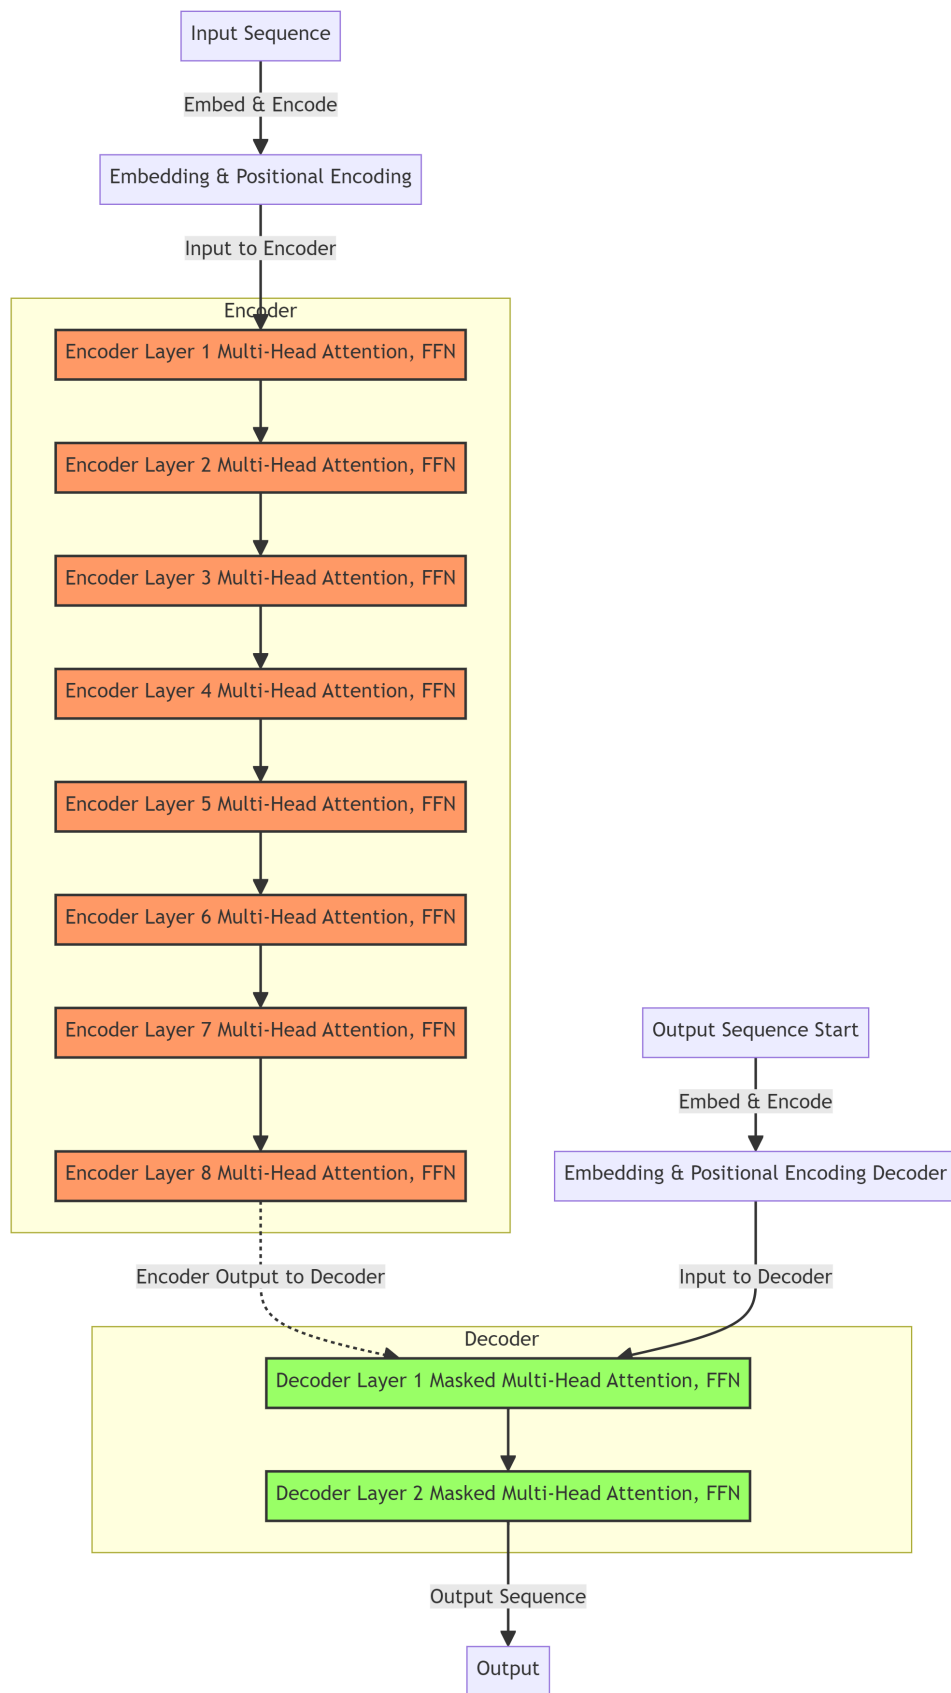 Input Sequence
Embed & Encode
Embedding & Positional Encoding
Input to Encoder
Encoder
Encoder Layer 1 Multi-Head Attention, FFN
Encoder Layer 2 Multi-Head Attention, FFN
Encoder Layer 3 Multi-Head Attention, FFN
Encoder Layer 4 Multi-Head Attention, FFN
Encoder Layer 5 Multi-Head Attention, FFN
Encoder Layer 6 Multi-Head Attention, FFN
Encoder Layer 7 Multi-Head Attention, FFN
Encoder Layer 8 Multi-Head Attention, FFN
Encoder Output to Decoder
Output Sequence Start
Embed & Encode
Embedding & Positional Encoding Decoder
Input to Decoder
Decoder
Decoder Layer 1 Masked Multi-Head Attention, FFN
Decoder Layer 2 Masked Multi-Head Attention, FFN
Output Sequence
Output